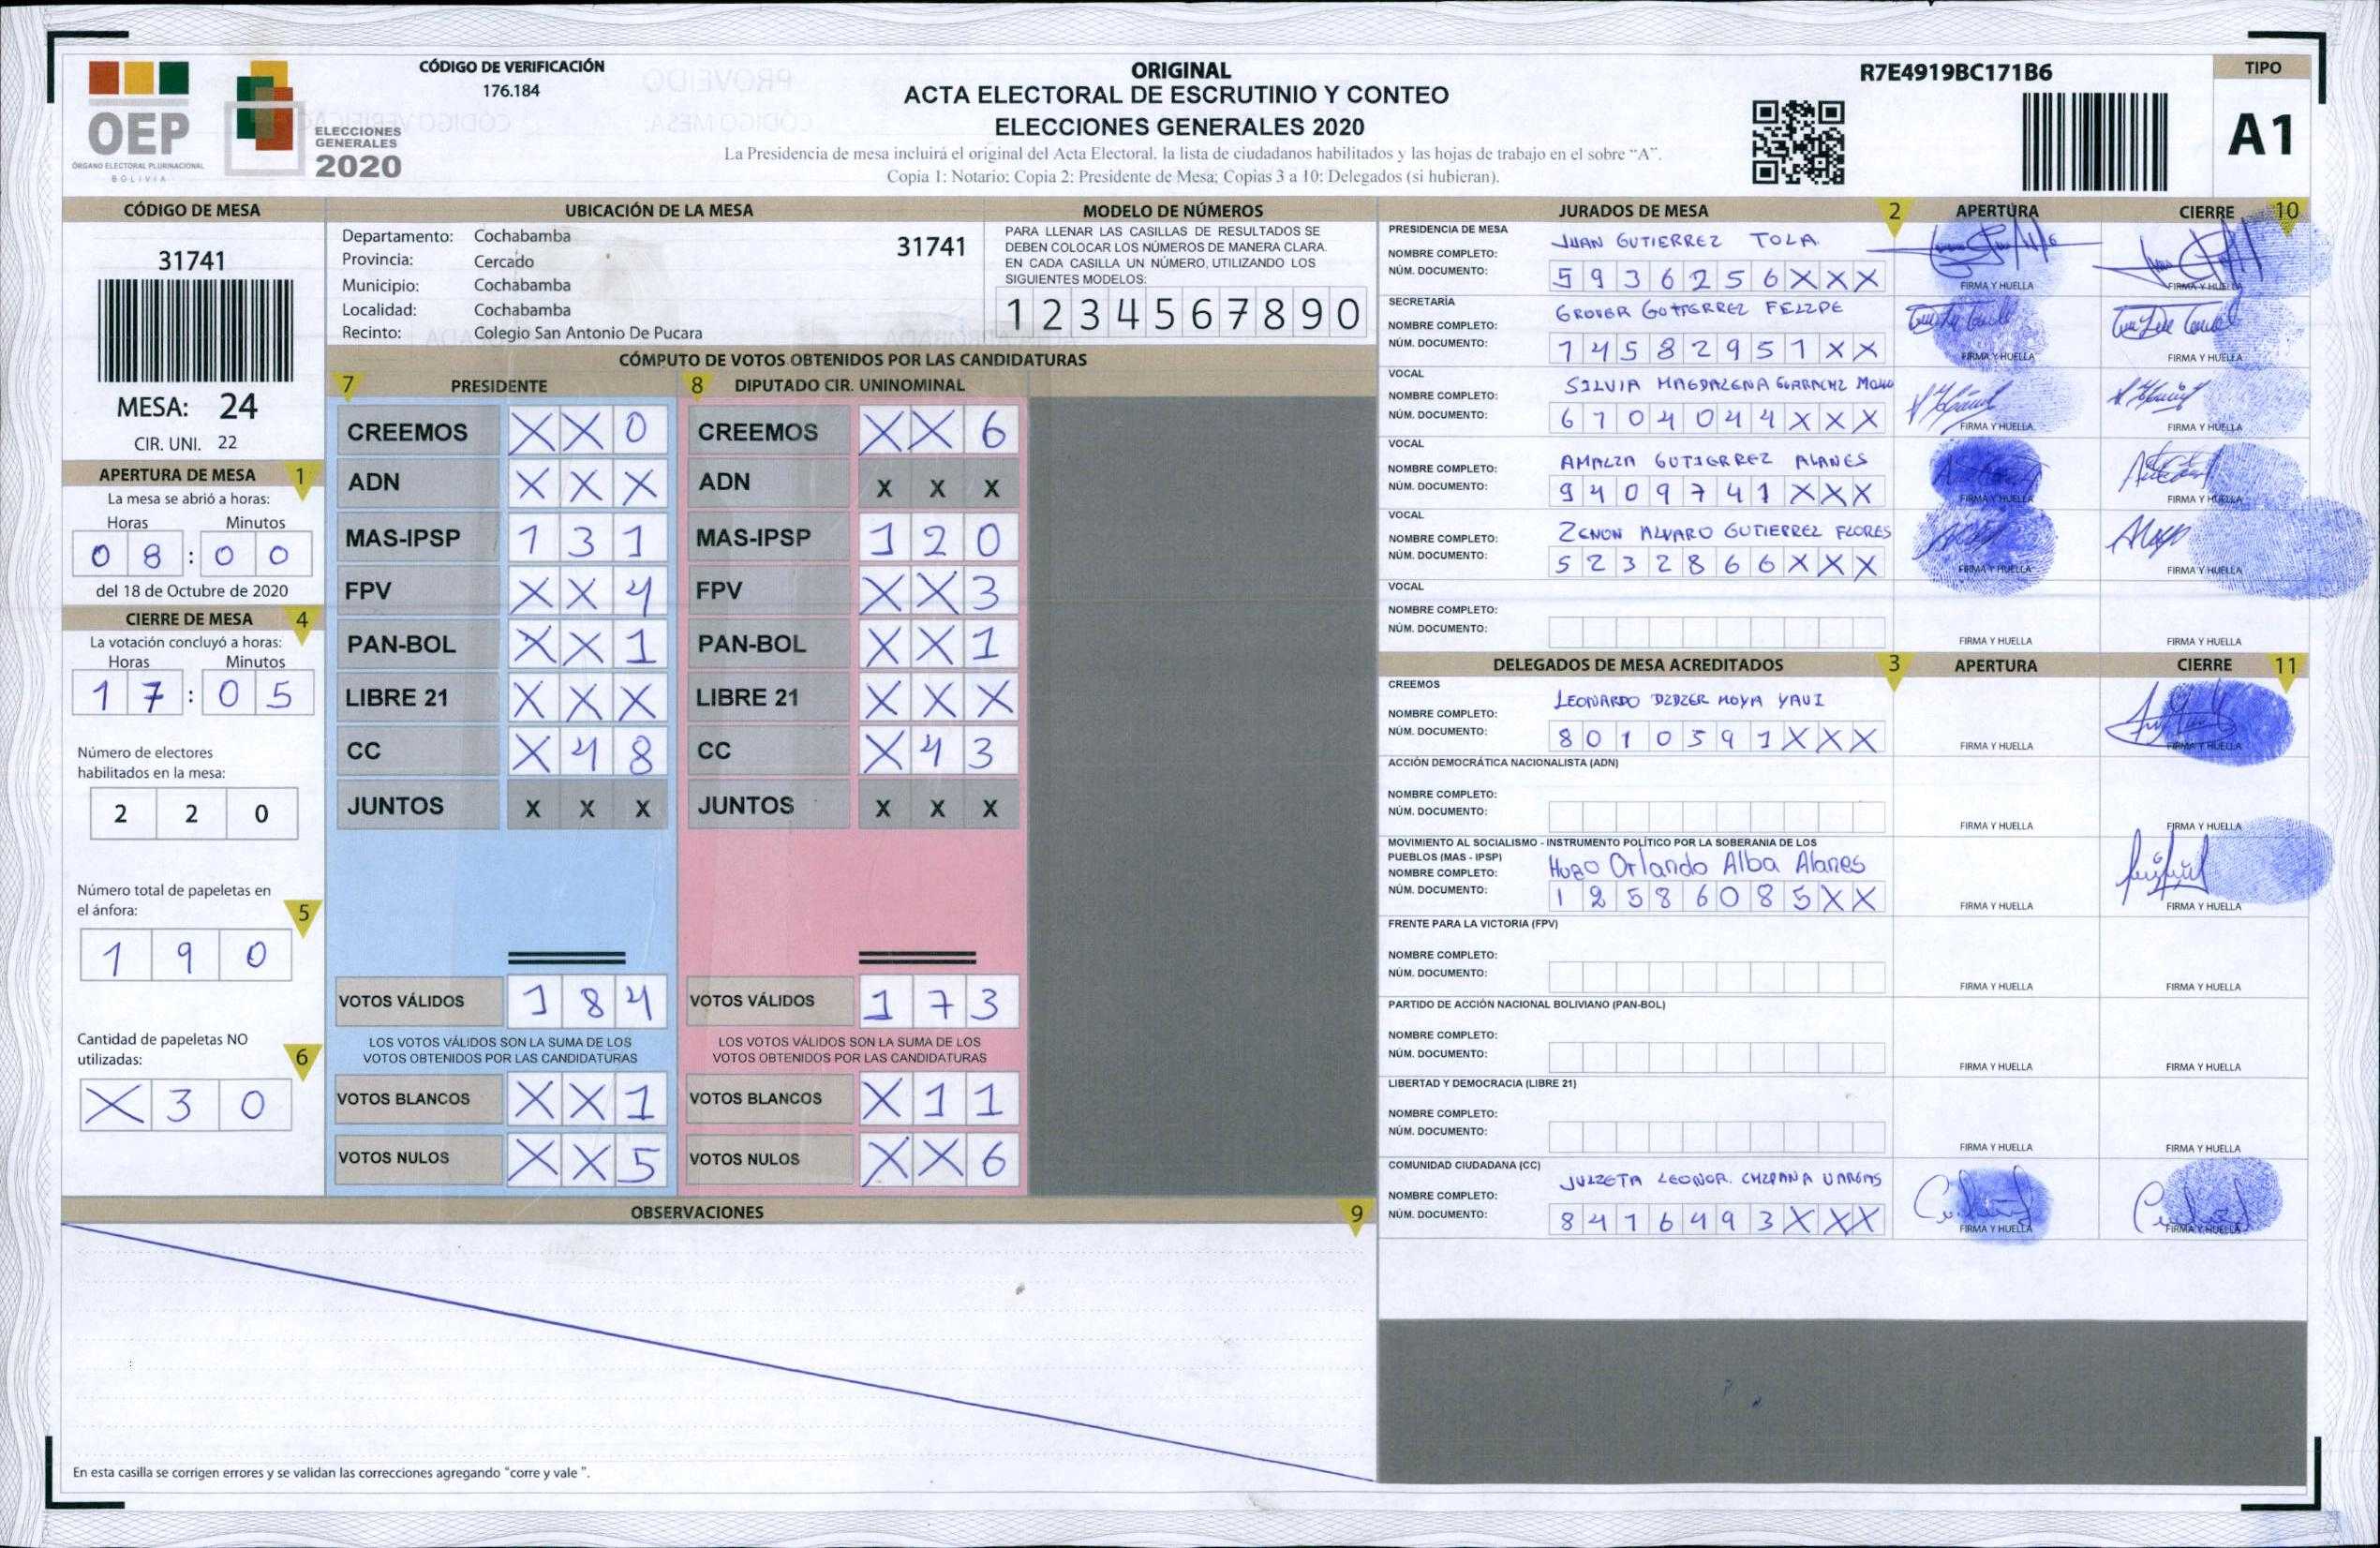 OEP
ÓRGANO ELECTORAL PLURINACIONAL
BOLIVIA
ELECCIONES
GENERALES
2020
CÓDIGO DE VERIFICACIÓN
176.184
ORIGINAL
ACTA ELECTORAL DE ESCRUTINIO Y CONTEO
ELECCIONES GENERALES 2020
La Presidencia de mesa incluirá el original del Acta Electoral, la lista de ciudadanos habilitados y las hojas de trabajo en el sobre "A".
Copia 1: Notario; Copia 2: Presidente de Mesa; Copias 3 a 10: Delegados (si hubieran).
R7E4919BC171B6
TIPO
A1
CÓDIGO DE MESA
31741
MESA: 24
CIR. UNI. 22
APERTURA DE MESA 1
La mesa se abrió a horas:
Horas Minutos
0 8 : 0 0
del 18 de Octubre de 2020
CIERRE DE MESA 4
La votación concluyó a horas:
Horas Minutos
1 7 : 0 5
Número de electores
habilitados en la mesa:
2 2 0
Número total de papeletas en
el ánfora: 5
1 9 0
Cantidad de papeletas NO
utilizadas: 6
X 3 0
UBICACIÓN DE LA MESA
Departamento: Cochabamba
31741
Provincia: Cercado
Municipio: Cochabamba
Localidad: Cochabamba
Recinto: Colegio San Antonio De Pucara
MODELO DE NÚMEROS
PARA LLENAR LAS CASILLAS DE RESULTADOS SE
DEBEN COLOCAR LOS NÚMEROS DE MANERA CLARA.
EN CADA CASILLA UN NÚMERO, UTILIZANDO LOS
SIGUIENTES MODELOS:
1 2 3 4 5 6 7 8 9 0
CÓMPUTO DE VOTOS OBTENIDOS POR LAS CANDIDATURAS
7 PRESIDENTE
CREEMOS X X 0
ADN X X X
MAS-IPSP 1 3 1
FPV X X 4
PAN-BOL X X 1
LIBRE 21 X X X
CC X 4 8
JUNTOS X X X
VOTOS VÁLIDOS 1 8 4
LOS VOTOS VÁLIDOS SON LA SUMA DE LOS
VOTOS OBTENIDOS POR LAS CANDIDATURAS
VOTOS BLANCOS X X 1
VOTOS NULOS X X 5
8 DIPUTADO CIR. UNINOMINAL
CREEMOS X X 6
ADN X X X
MAS-IPSP 1 2 0
FPV X X 3
PAN-BOL X X 1
LIBRE 21 X X X
CC X 4 3
JUNTOS X X X
VOTOS VÁLIDOS 1 7 3
LOS VOTOS VÁLIDOS SON LA SUMA DE LOS
VOTOS OBTENIDOS POR LAS CANDIDATURAS
VOTOS BLANCOS X 1 1
VOTOS NULOS X X 6
OBSERVACIONES 9
En esta casilla se corrigen errores y se validan las correcciones agregando "corre y vale ".
JURADOS DE MESA 2 APERTURA CIERRE 10
PRESIDENCIA DE MESA
NOMBRE COMPLETO: JUAN GUTIERREZ TOLA
NÚM. DOCUMENTO: 5 9 3 6 2 5 6 X X X
FIRMA Y HUELLA FIRMA Y HUELLA
SECRETARÍA
NOMBRE COMPLETO: GROVER GUTIERREZ FELIPE
NÚM. DOCUMENTO: 1 4 5 8 2 9 5 1 X X
FIRMA Y HUELLA FIRMA Y HUELLA
VOCAL
NOMBRE COMPLETO: SILVIA MAGDALENA
NÚM. DOCUMENTO: 6 7 0 4 0 4 4 X X X
FIRMA Y HUELLA FIRMA Y HUELLA
VOCAL
NOMBRE COMPLETO: AMALIA GUTIERREZ ALANES
NÚM. DOCUMENTO: 9 4 0 9 7 4 1 X X X
FIRMA Y HUELLA FIRMA Y HUELLA
VOCAL
NOMBRE COMPLETO: ZENON ALVARO GUTIERREZ FLORES
NÚM. DOCUMENTO: 5 2 3 2 8 6 6 X X X
FIRMA Y HUELLA FIRMA Y HUELLA
VOCAL
NOMBRE COMPLETO:
NÚM. DOCUMENTO:
FIRMA Y HUELLA FIRMA Y HUELLA
DELEGADOS DE MESA ACREDITADOS 3 APERTURA CIERRE 11
CREEMOS
NOMBRE COMPLETO: LEONARDO DIDIER MOYA YAVI
NÚM. DOCUMENTO: 8 0 1 0 5 9 1 X X X
FIRMA Y HUELLA FIRMA Y HUELLA
ACCIÓN DEMOCRÁTICA NACIONALISTA (ADN)
NOMBRE COMPLETO:
NÚM. DOCUMENTO:
FIRMA Y HUELLA FIRMA Y HUELLA
MOVIMIENTO AL SOCIALISMO - INSTRUMENTO POLÍTICO POR LA SOBERANIA DE LOS
PUEBLOS (MAS - IPSP)
NOMBRE COMPLETO: Hugo Orlando Alba Alanes
NÚM. DOCUMENTO: 1 2 5 8 6 0 8 5 X X
FIRMA Y HUELLA FIRMA Y HUELLA
FRENTE PARA LA VICTORIA (FPV)
NOMBRE COMPLETO:
NÚM. DOCUMENTO:
FIRMA Y HUELLA FIRMA Y HUELLA
PARTIDO DE ACCIÓN NACIONAL BOLIVIANO (PAN-BOL)
NOMBRE COMPLETO:
NÚM. DOCUMENTO:
FIRMA Y HUELLA FIRMA Y HUELLA
LIBERTAD Y DEMOCRACIA (LIBRE 21)
NOMBRE COMPLETO:
NÚM. DOCUMENTO:
FIRMA Y HUELLA FIRMA Y HUELLA
COMUNIDAD CIUDADANA (CC)
NOMBRE COMPLETO: JULIETA LEONOR CHIPANA VARGAS
NÚM. DOCUMENTO: 8 4 1 6 4 9 3 X X X
FIRMA Y HUELLA FIRMA Y HUELLA